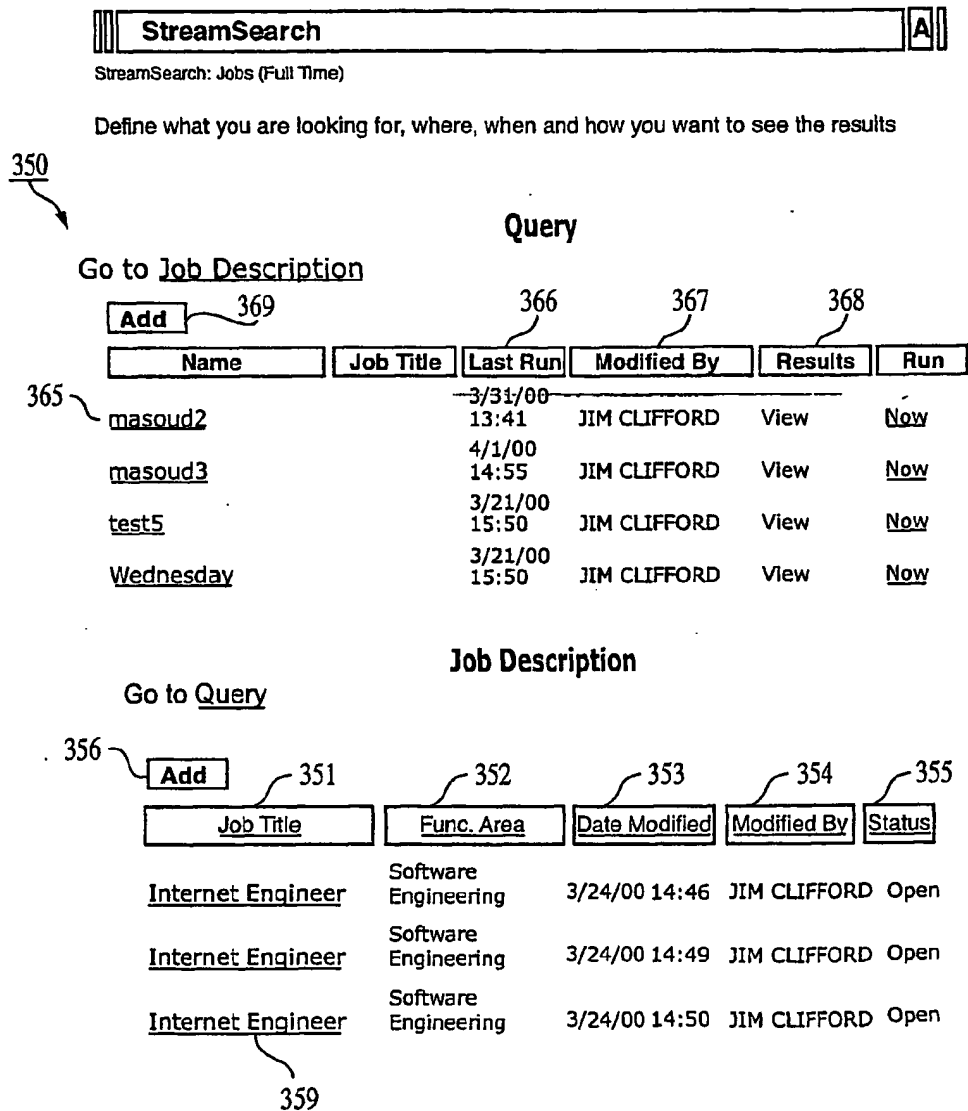 StreamSearch A
StreamSearch: Jobs (Full Time)
Define what you are looking for, where, when and how you want to see the results
350
Query
Go to Job Description
Add 369 366 367 368
Name Job Title Last Run Modified By Results Run
365 masoud2 3/31/00 13:41 JIM CLIFFORD View Now
masoud3 4/1/00 14:55 JIM CLIFFORD View Now
test5 3/21/00 15:50 JIM CLIFFORD View Now
Wednesday 3/21/00 15:50 JIM CLIFFORD View Now
Job Description
Go to Query
356 Add 351 352 353 354 355
Job Title Func. Area Date Modified Modified By Status
Internet Engineer Software Engineering 3/24/00 14:46 JIM CLIFFORD Open
Internet Engineer Software Engineering 3/24/00 14:49 JIM CLIFFORD Open
Internet Engineer Software Engineering 3/24/00 14:50 JIM CLIFFORD Open
359